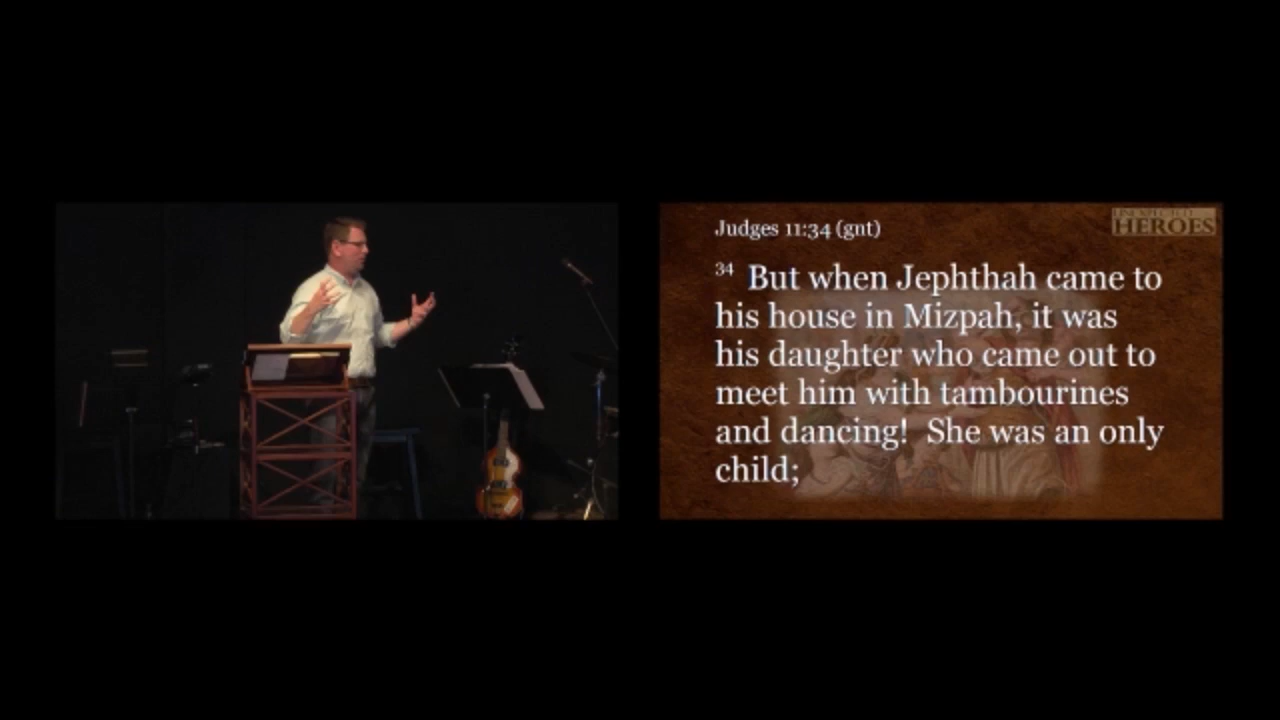 Judges 11:34 (gnt)
UNEXPECTED
HEROES
34 But when Jephthah came to
his house in Mizpah, it was
his daughter who came out to
meet him with tambourines
and dancing!  She was an only
child;